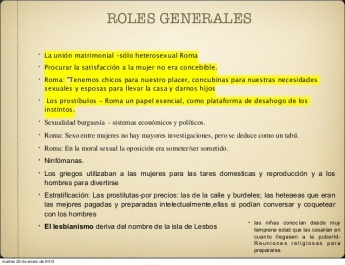 ROLES GENERALES
• La unión matrimonial -sólo heterosexual Roma
• Procurar la satisfacción a la mujer no era concebible.
• Roma: "Tenemos chicos para nuestro placer, concubinas para nuestras necesidades
sexuales y esposas para llevar la casa y darnos hijos
• Los prostíbulos – Roma un papel esencial, como plataforma de desahogo de los
instintos.
• Sexualidad burguesía - sistemas económicos y políticos.
• Roma: Sexo entre mujeres no hay mayores investigaciones, pero se deduce como un tabú.
• Roma: En la moral sexual la oposición era someter/ser sometido.
• Ninfómanas.
• Los griegos utilizaban a las mujeres para las tares domesticas y reproducción y a los
hombres para divertirse
• Estratificación: Las prostitutas-por precios: las de la calle y burdeles; las heteaeas que eran
las mejores pagadas y preparadas intelectualmente,ellas si podían conversar y coquetear
con los hombres
• El lesbianismo deriva del nombre de la isla de Lesbos
• las niñas conocían desde muy
temprana edad que las casarian en
cuanto llegasen a la pubertd-
Reuniones religiosas para
prepararse.
martes 22 de enero de 2013